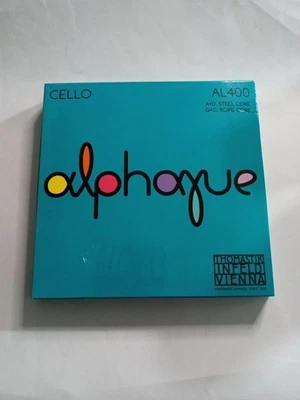 CELLO
AL400
A+D: STEEL CORE
G+C: ROPE CORE
alphayue
THOMASTIK
INFELD
VIENNA